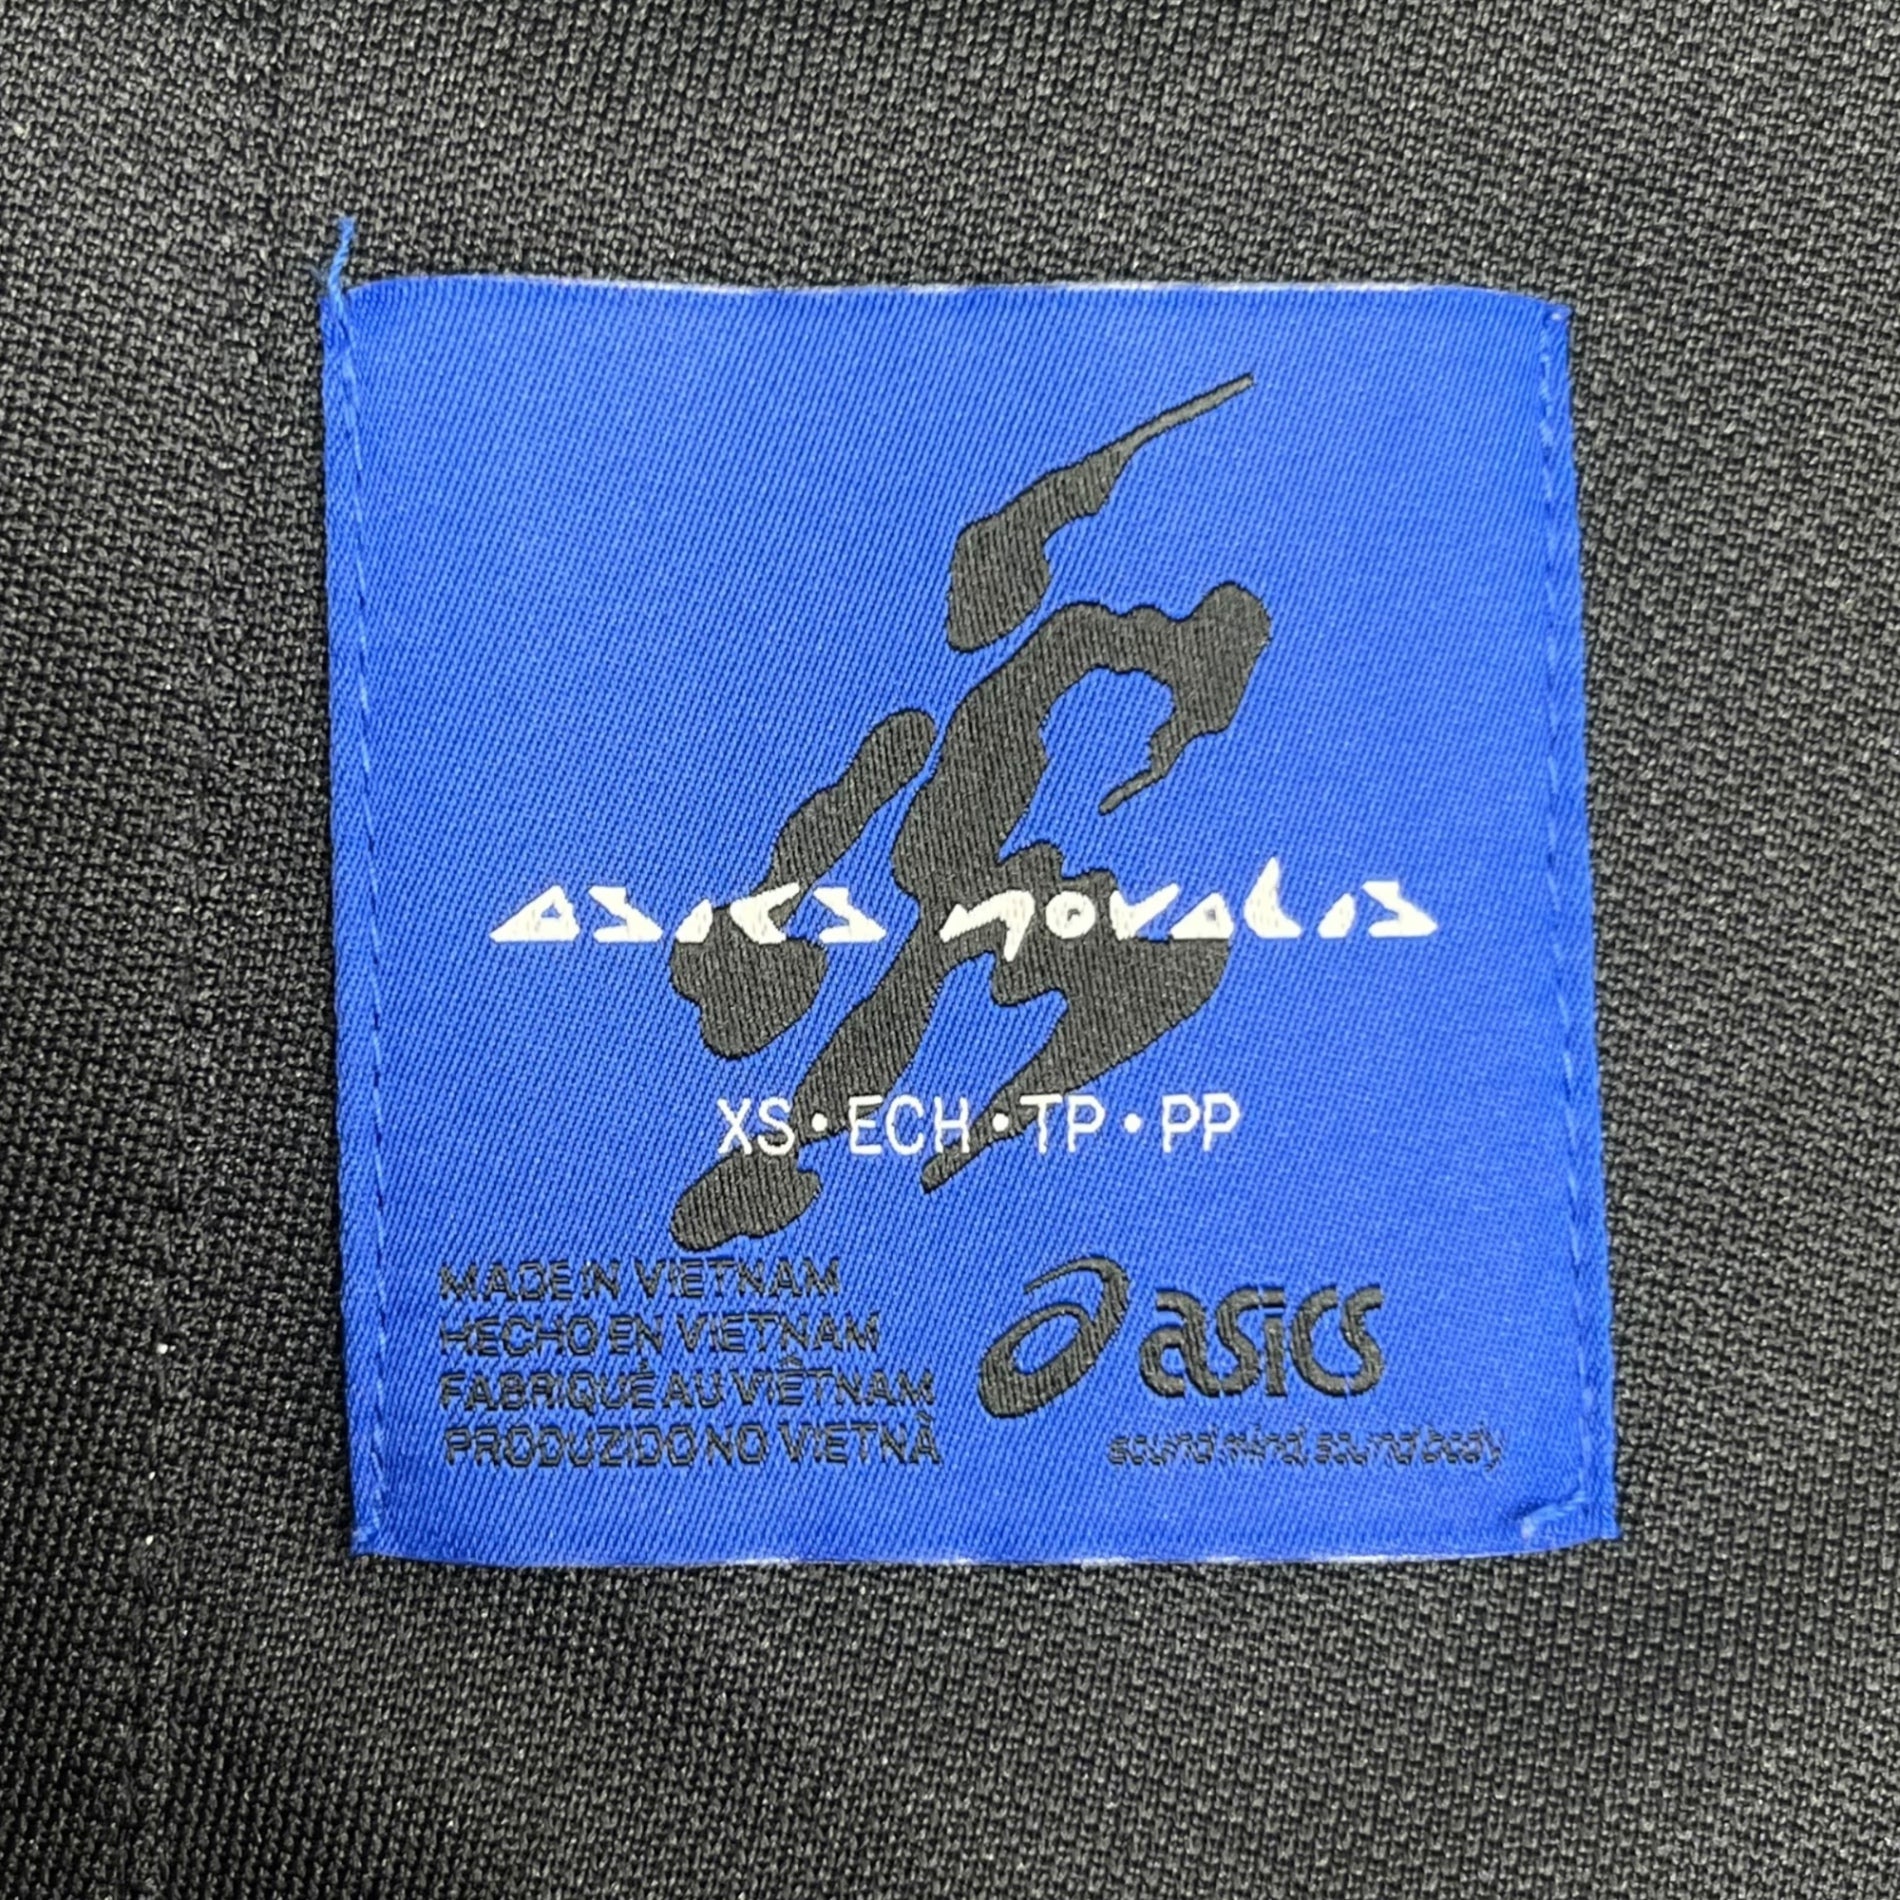 asics novalis
XS • ECH • TP • PP
MADE IN VIETNAM
HECHO EN VIETNAM
FABRIQUÉ AU VIÊTNAM
PRODUZIDO NO VIETNÃ
asics
sound mind, sound body